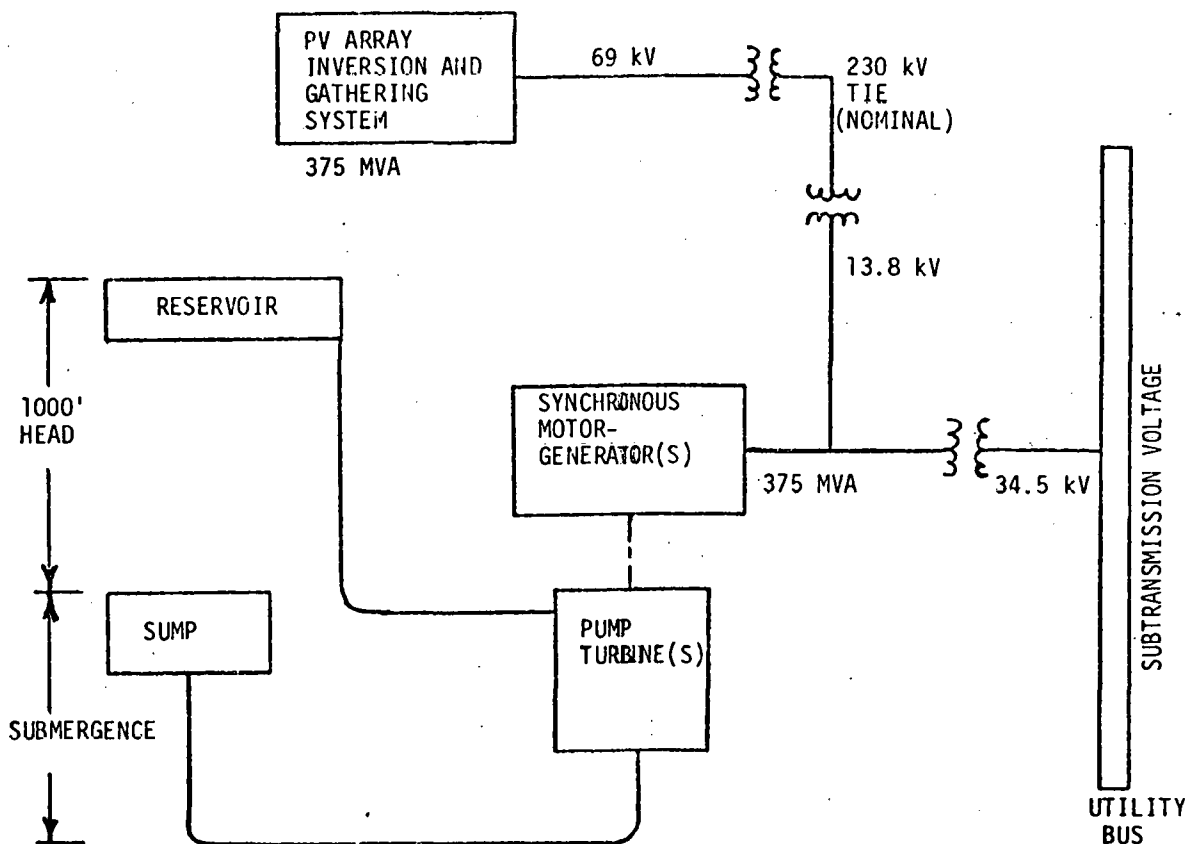 PV ARRAY
INVERSION AND
GATHERING
SYSTEM
375 MVA
69 kV
230 kV
TIE
(NOMINAL)
13.8 kV
RESERVOIR
1000'
HEAD
SYNCHRONOUS
MOTOR-
GENERATOR(S)
375 MVA
34.5 kV
SUBTRANSMISSION VOLTAGE
SUMP
PUMP
TURBINE(S)
SUBMERGENCE
UTILITY
BUS